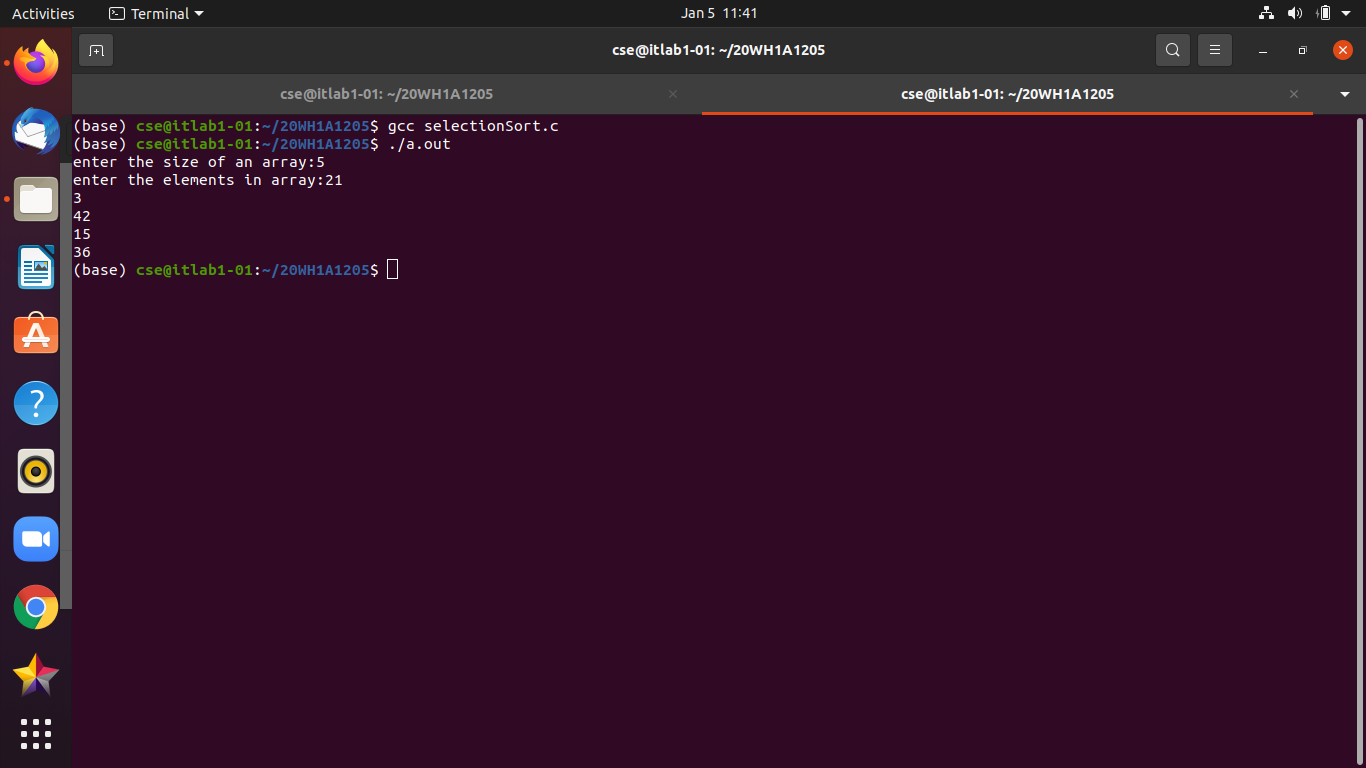 Activities
Terminal
Jan 5 11:41
cse@itlab1-01: ~/20WH1A1205
cse@itlab1-01: ~/20WH1A1205
cse@itlab1-01: ~/20WH1A1205
(base) cse@itlab1-01:~/20WH1A1205$ gcc selectionSort.c
(base) cse@itlab1-01:~/20WH1A1205$ ./a.out
enter the size of an array:5
enter the elements in array:21
3
42
15
36
(base) cse@itlab1-01:~/20WH1A1205$